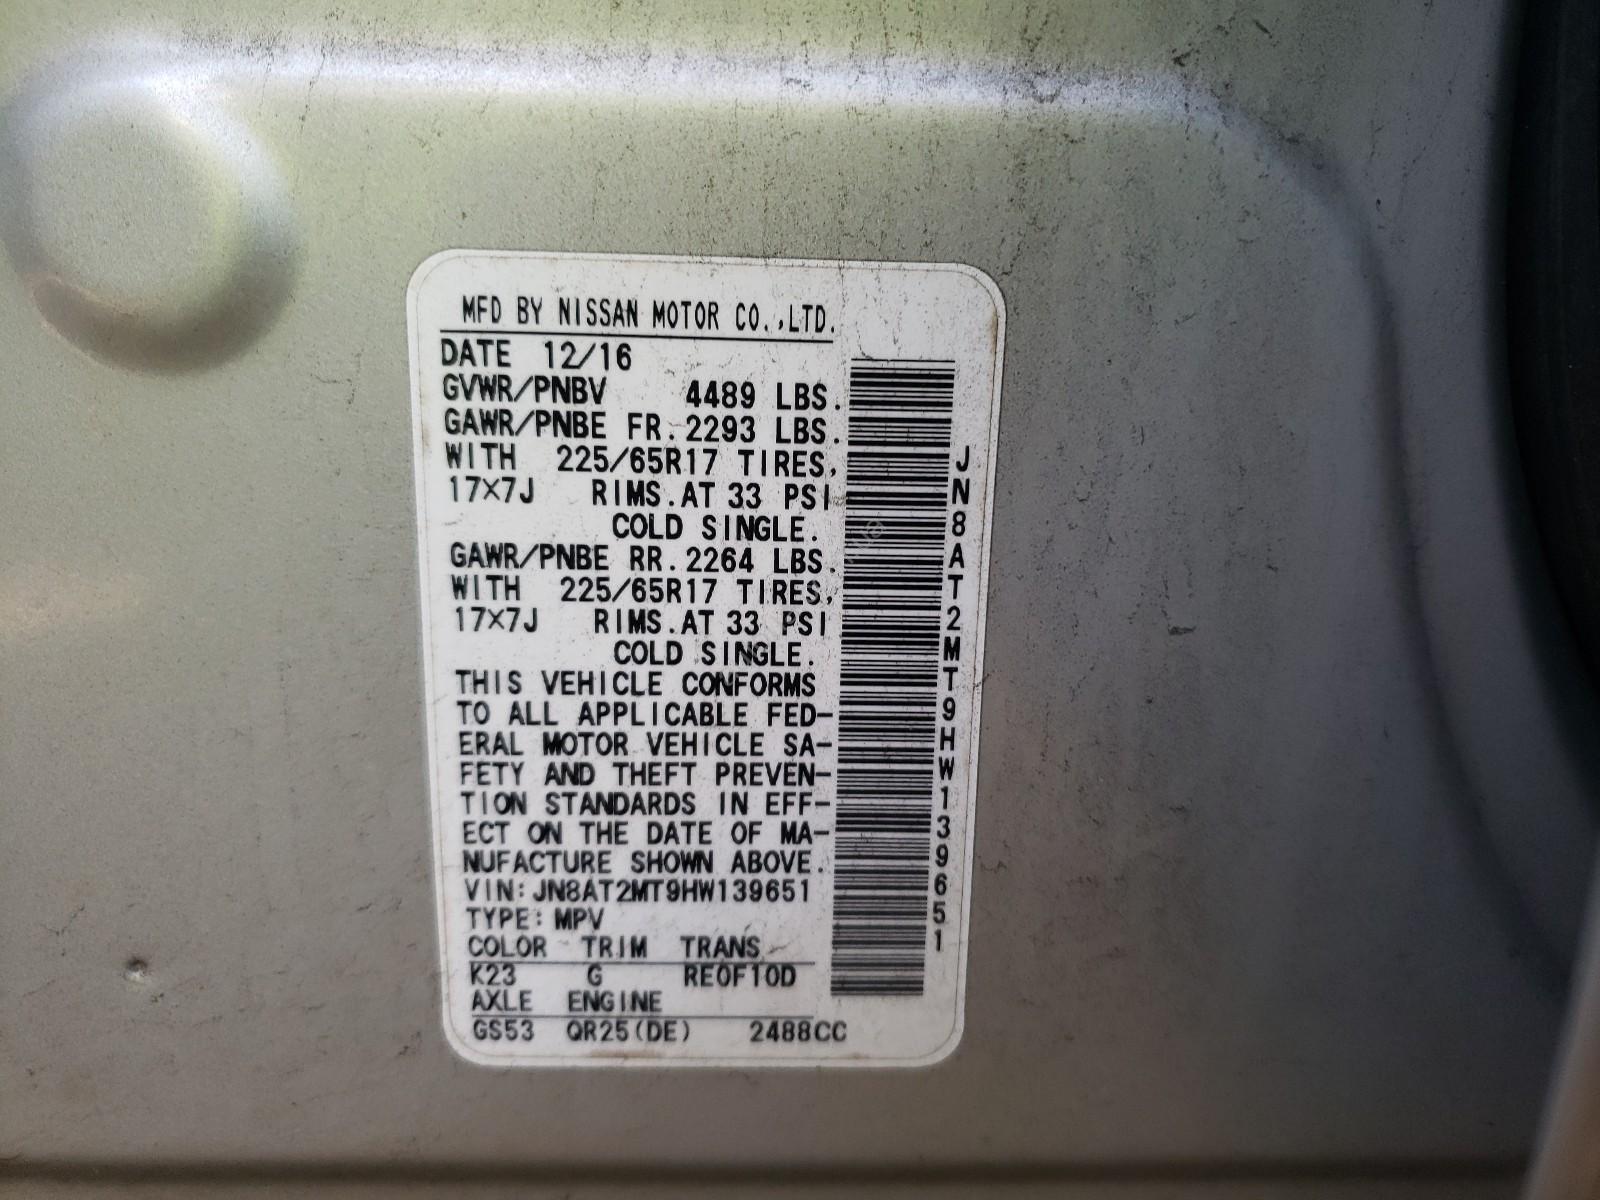 MFD BY NISSAN MOTOR CO.,LTD.
DATE 12/16
GVWR/PNBV 4489 LBS.
GAWR/PNBE FR. 2293 LBS.
WITH 225/65R17 TIRES,
17X7J RIMS.AT 33 PSI
COLD SINGLE.
GAWR/PNBE RR. 2264 LBS.
WITH 225/65R17 TIRES,
17X7J RIMS.AT 33 PSI
COLD SINGLE.
THIS VEHICLE CONFORMS
TO ALL APPLICABLE FED-
ERAL MOTOR VEHICLE SA-
FETY AND THEFT PREVEN-
TION STANDARDS IN EFF-
ECT ON THE DATE OF MA-
NUFACTURE SHOWN ABOVE.
VIN: JN8AT2MT9HW139651
TYPE: MPV
COLOR TRIM TRANS
K23 G RE0F10D
AXLE ENGINE
GS53 QR25(DE) 2488CC
JN8AT2MT9HW139651